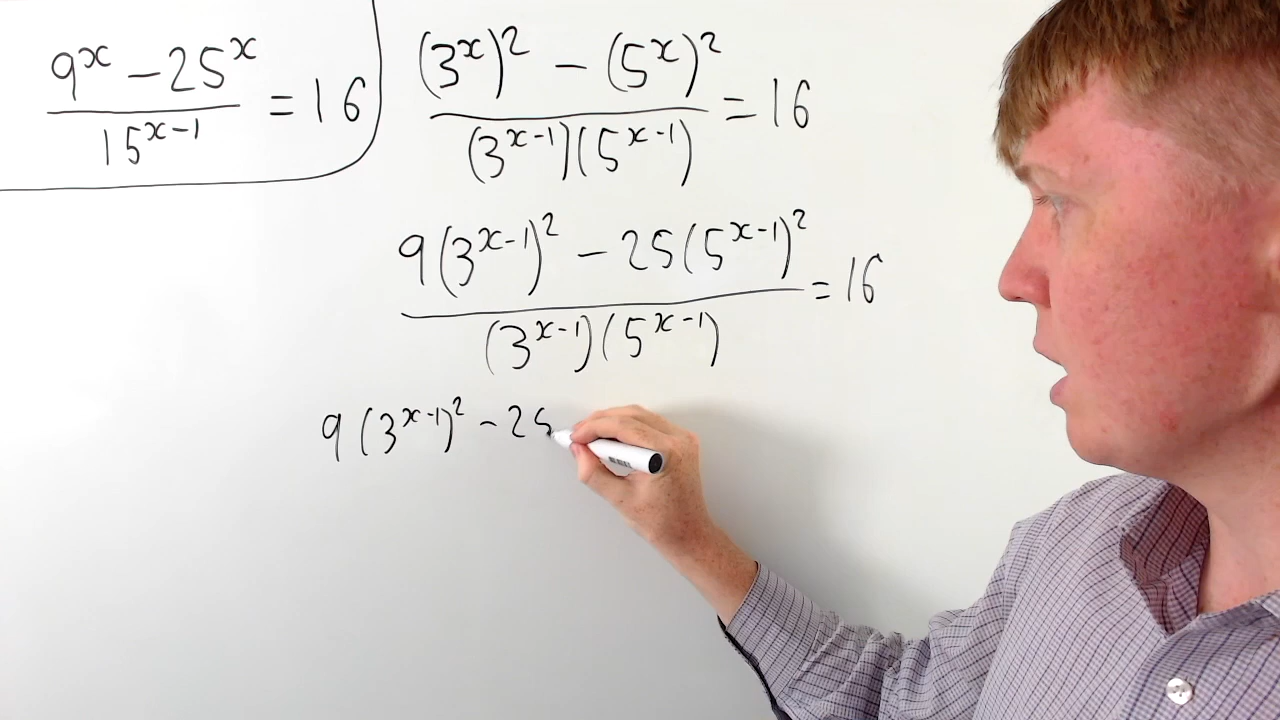 (9^x - 25^x) / 15^(x-1) = 16
((3^x)^2 - (5^x)^2) / ((3^(x-1))(5^(x-1))) = 16
(9(3^(x-1))^2 - 25(5^(x-1))^2) / ((3^(x-1))(5^(x-1))) = 16
9(3^(x-1))^2 - 25